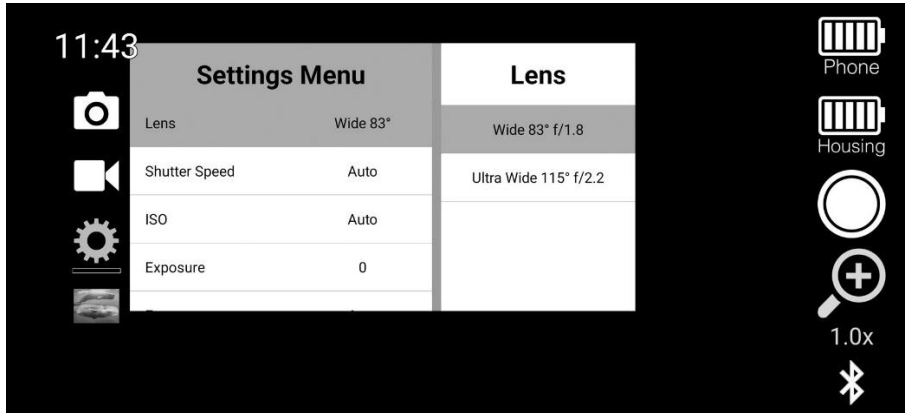 11:43
Settings Menu
Lens Wide 83°
Shutter Speed Auto
ISO Auto
Exposure 0
Lens
Wide 83° f/1.8
Ultra Wide 115° f/2.2
Phone
Housing
1.0x